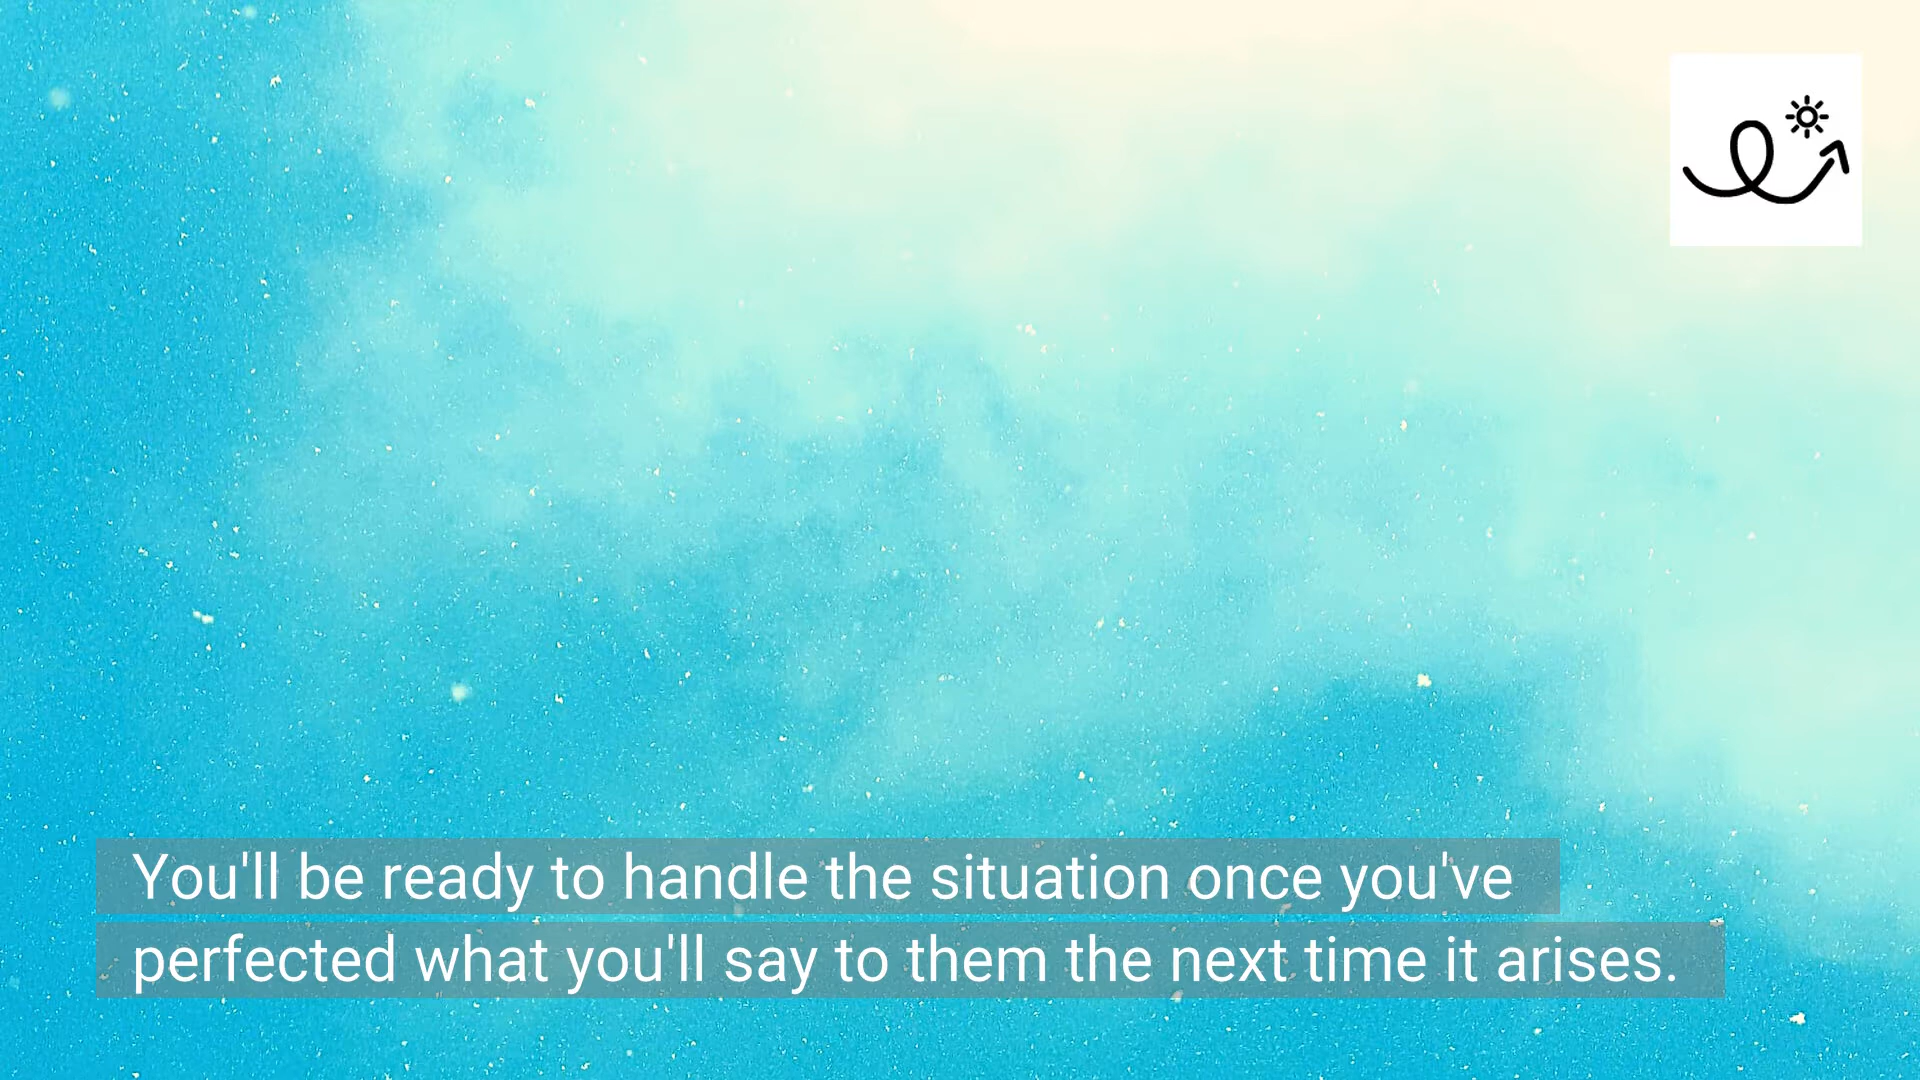 You'll be ready to handle the situation once you've
perfected what you'll say to them the next time it arises.